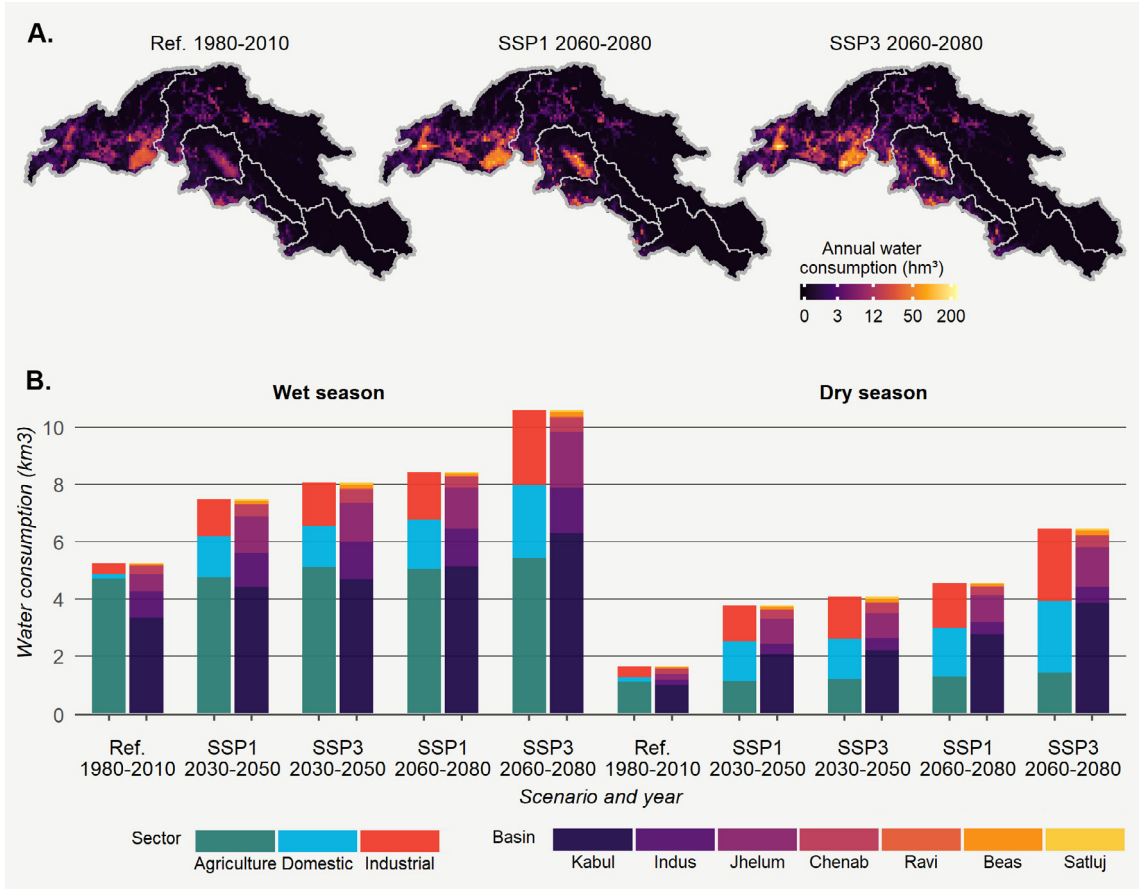 A.
Ref. 1980-2010
SSP1 2060-2080
SSP3 2060-2080
Annual water
consumption (hm³)
0 3 12 50 200
B.
Wet season
Dry season
Water consumption (km3)
10
8
6
4
2
0
Ref.
1980-2010
SSP1
2030-2050
SSP3
2030-2050
SSP1
2060-2080
SSP3
2060-2080
Ref.
1980-2010
SSP1
2030-2050
SSP3
2030-2050
SSP1
2060-2080
SSP3
2060-2080
Scenario and year
Sector
Agriculture Domestic Industrial
Basin
Kabul Indus Jhelum Chenab Ravi Beas Satluj